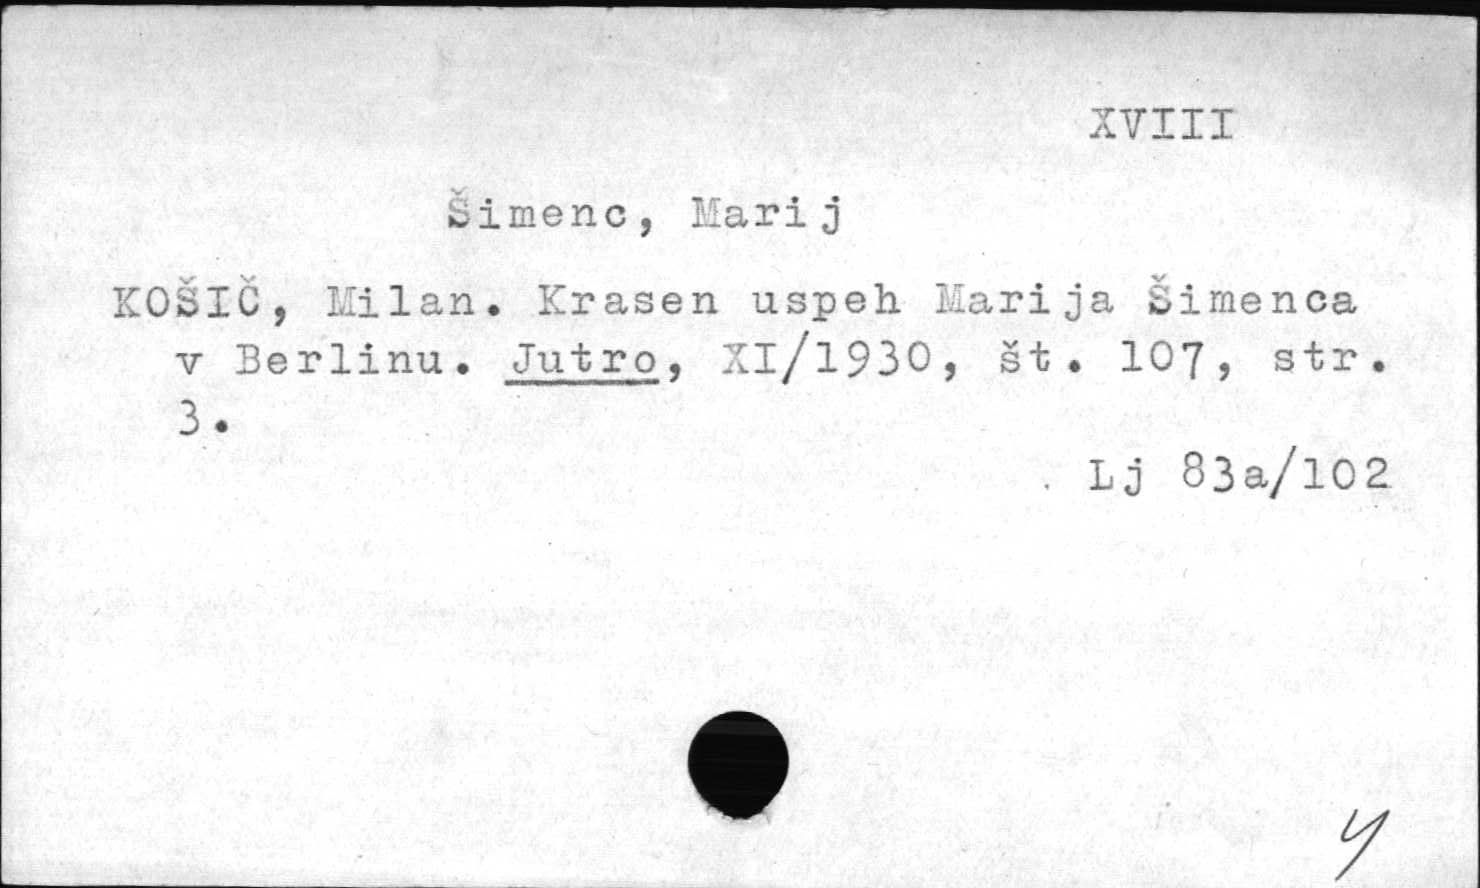 XVIII
Šimenc, Marij
KOŠIČ, Milan. Krasen uspeh Marija Šimenca
v Berlinu. Jutro, XI/1930, št. 107, str.
3.
Lj 83a/102